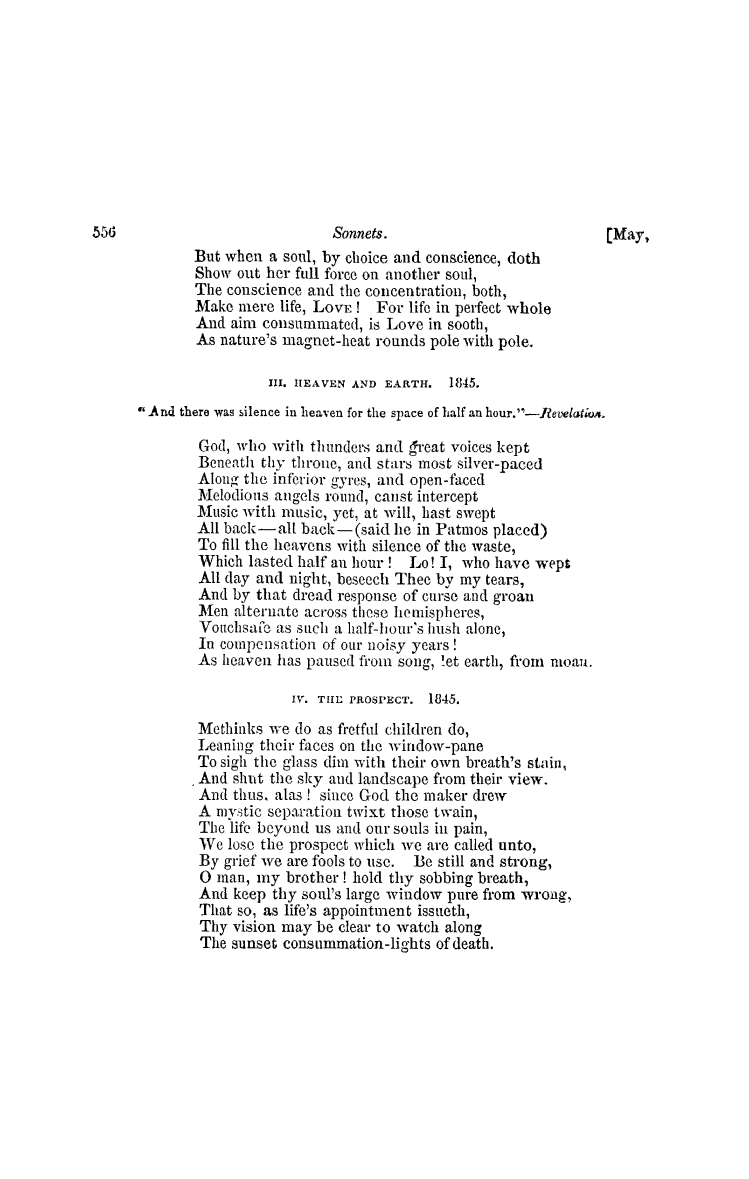 556 Sonnets. [May,
But when a soul, by choice and conscience, doth
Show out her full force on another soul,
The conscience and the concentration, both,
Make mere life, LOVE! For life in perfect whole
And aim consummated, is Love in sooth,
As nature's magnet-heat rounds pole with pole.
III. HEAVEN AND EARTH. 1845.
"And there was silence in heaven for the space of half an hour."—Revelation.
God, who with thunders and great voices kept
Beneath thy throne, and stars most silver-paced
Along the inferior gyres, and open-faced
Melodious angels round, canst intercept
Music with music, yet, at will, hast swept
All back—all back—(said he in Patmos placed)
To fill the heavens with silence of the waste,
Which lasted half an hour! Lo! I, who have wept
All day and night, beseech Thee by my tears,
And by that dread response of curse and groan
Men alternate across these hemispheres,
Vouchsafe as such a half-hour's hush alone,
In compensation of our noisy years!
As heaven has paused from song, let earth, from moan.
IV. THE PROSPECT. 1845.
Methinks we do as fretful children do,
Leaning their faces on the window-pane
To sigh the glass dim with their own breath's stain,
And shut the sky and landscape from their view.
And thus, alas! since God the maker drew
A mystic separation twixt those twain,
The life beyond us and our souls in pain,
We lose the prospect which we are called unto,
By grief we are fools to use. Be still and strong,
O man, my brother! hold thy sobbing breath,
And keep thy soul's large window pure from wrong,
That so, as life's appointment issueth,
Thy vision may be clear to watch along
The sunset consummation-lights of death.